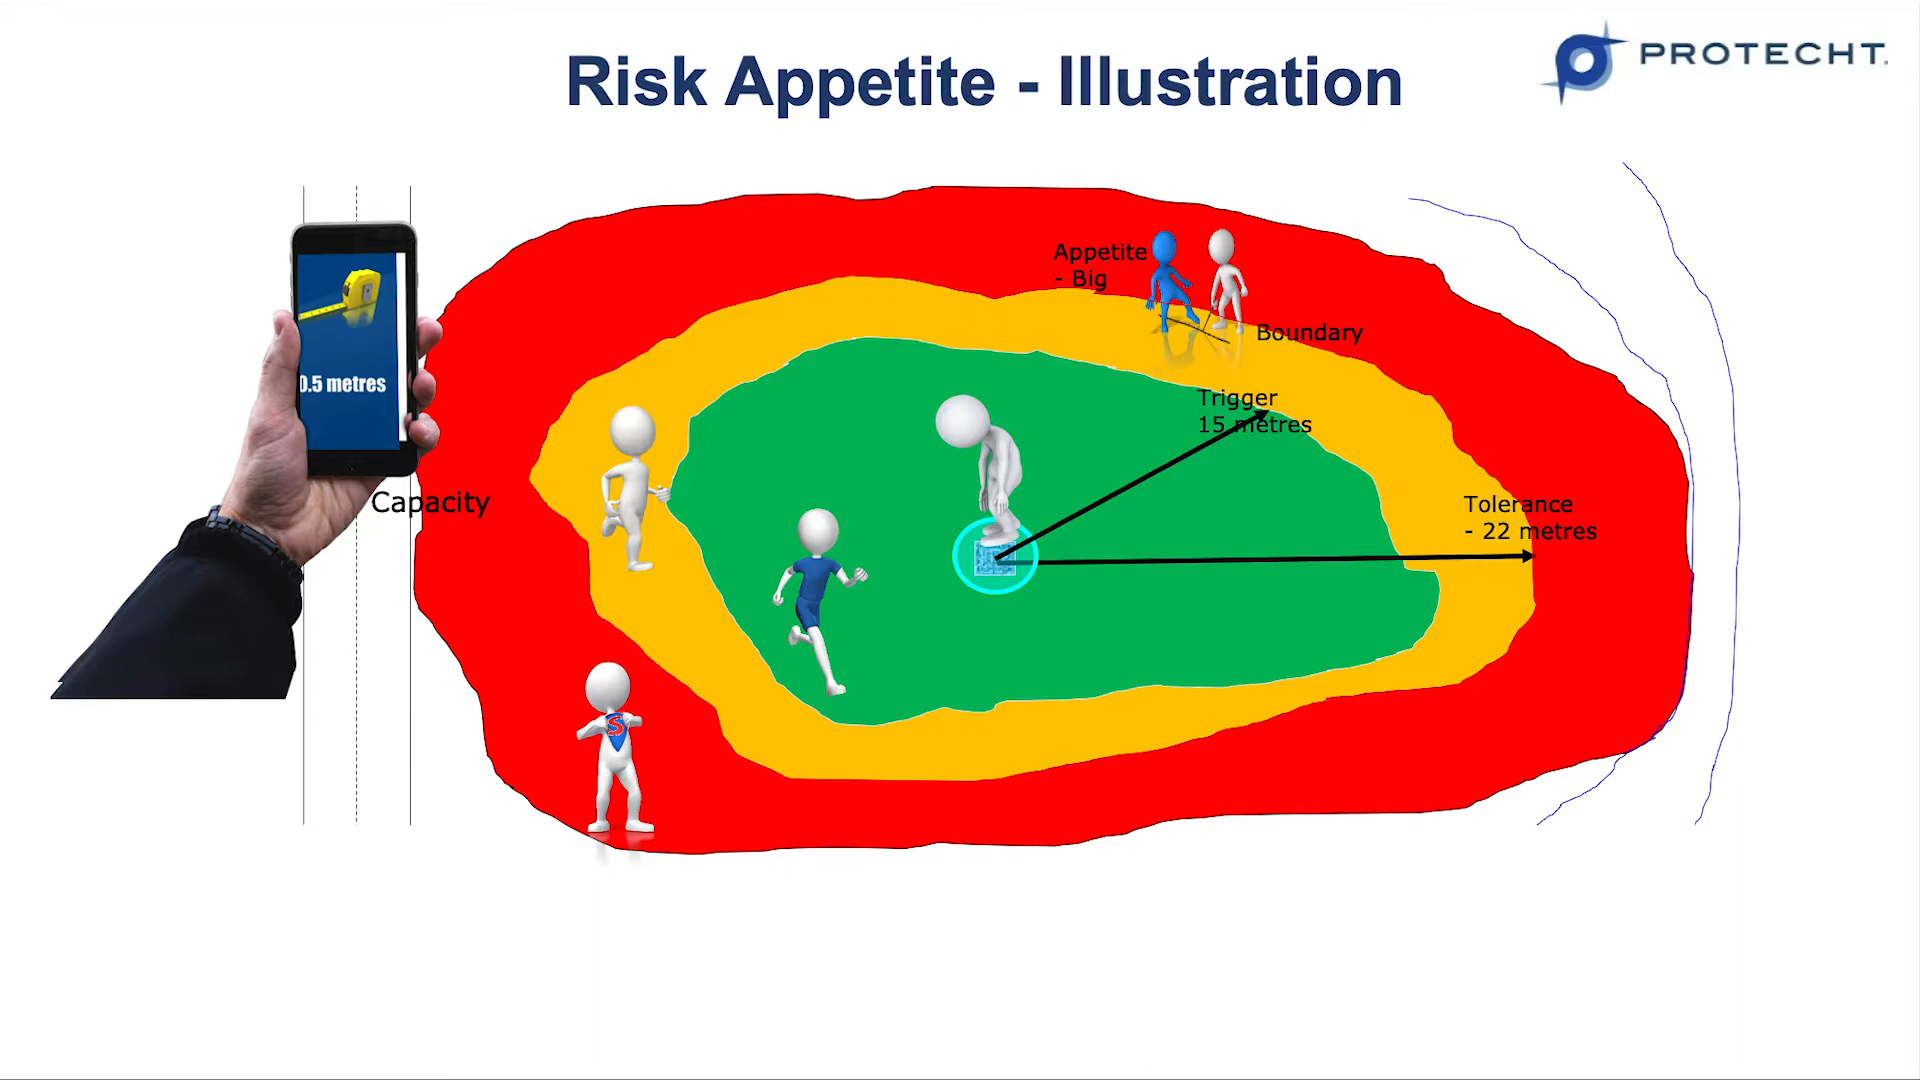 Risk Appetite - Illustration
PROTECHT
Appetite
- Big
Boundary
Trigger
15 metres
0.5 metres
Capacity
Tolerance
- 22 metres
S